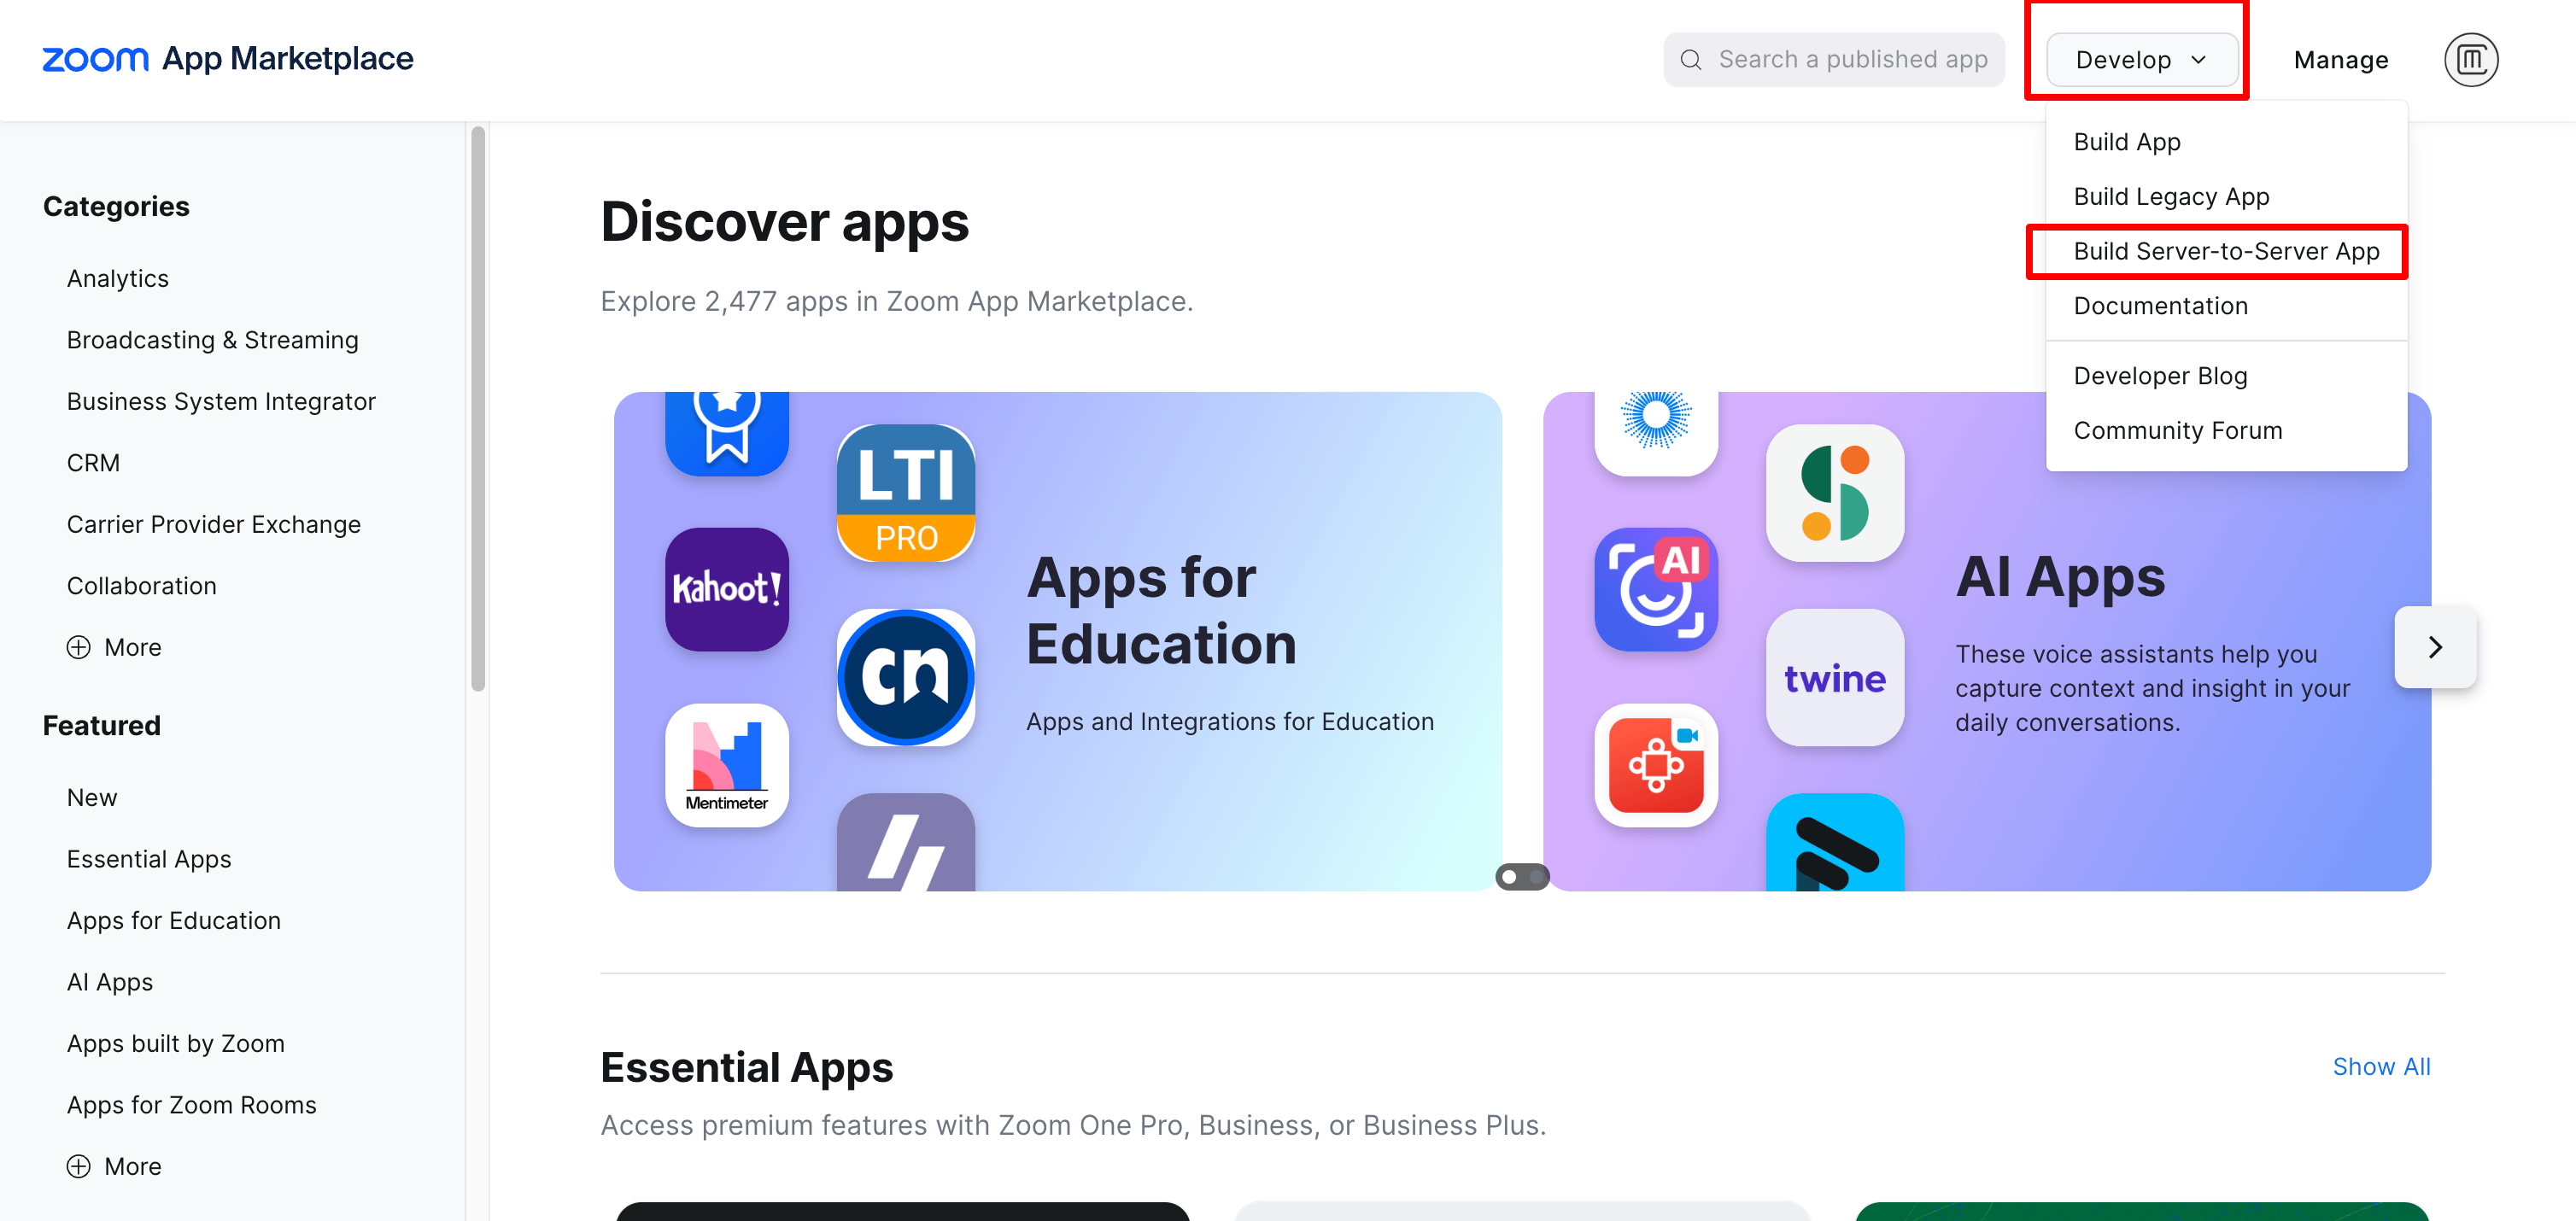 zoom App Marketplace
Search a published app
Develop
Manage
Build App
Build Legacy App
Build Server-to-Server App
Documentation
Developer Blog
Community Forum
Categories
Analytics
Broadcasting & Streaming
Business System Integrator
CRM
Carrier Provider Exchange
Collaboration
More
Featured
New
Essential Apps
Apps for Education
AI Apps
Apps built by Zoom
Apps for Zoom Rooms
More
Discover apps
Explore 2,477 apps in Zoom App Marketplace.
LTI
PRO
Kahoot!
cn
Mentimeter
Apps for
Education
Apps and Integrations for Education
AI
twine
AI Apps
These voice assistants help you
capture context and insight in your
daily conversations.
Essential Apps
Show All
Access premium features with Zoom One Pro, Business, or Business Plus.